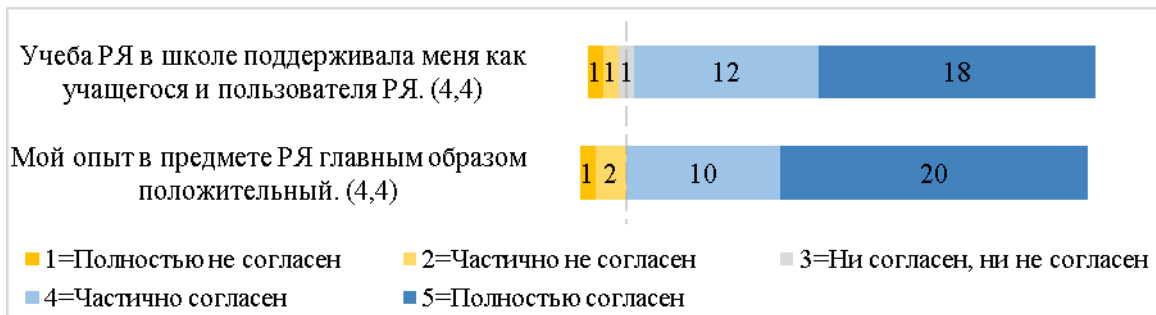 Учеба РЯ в школе поддерживала меня как
учащегося и пользователя РЯ. (4,4)
1 1 1 12 18
Мой опыт в предмете РЯ главным образом
положительный. (4,4)
1 2 10 20
1=Полностью не согласен 2=Частично не согласен 3=Ни согласен, ни не согласен
4=Частично согласен 5=Полностью согласен